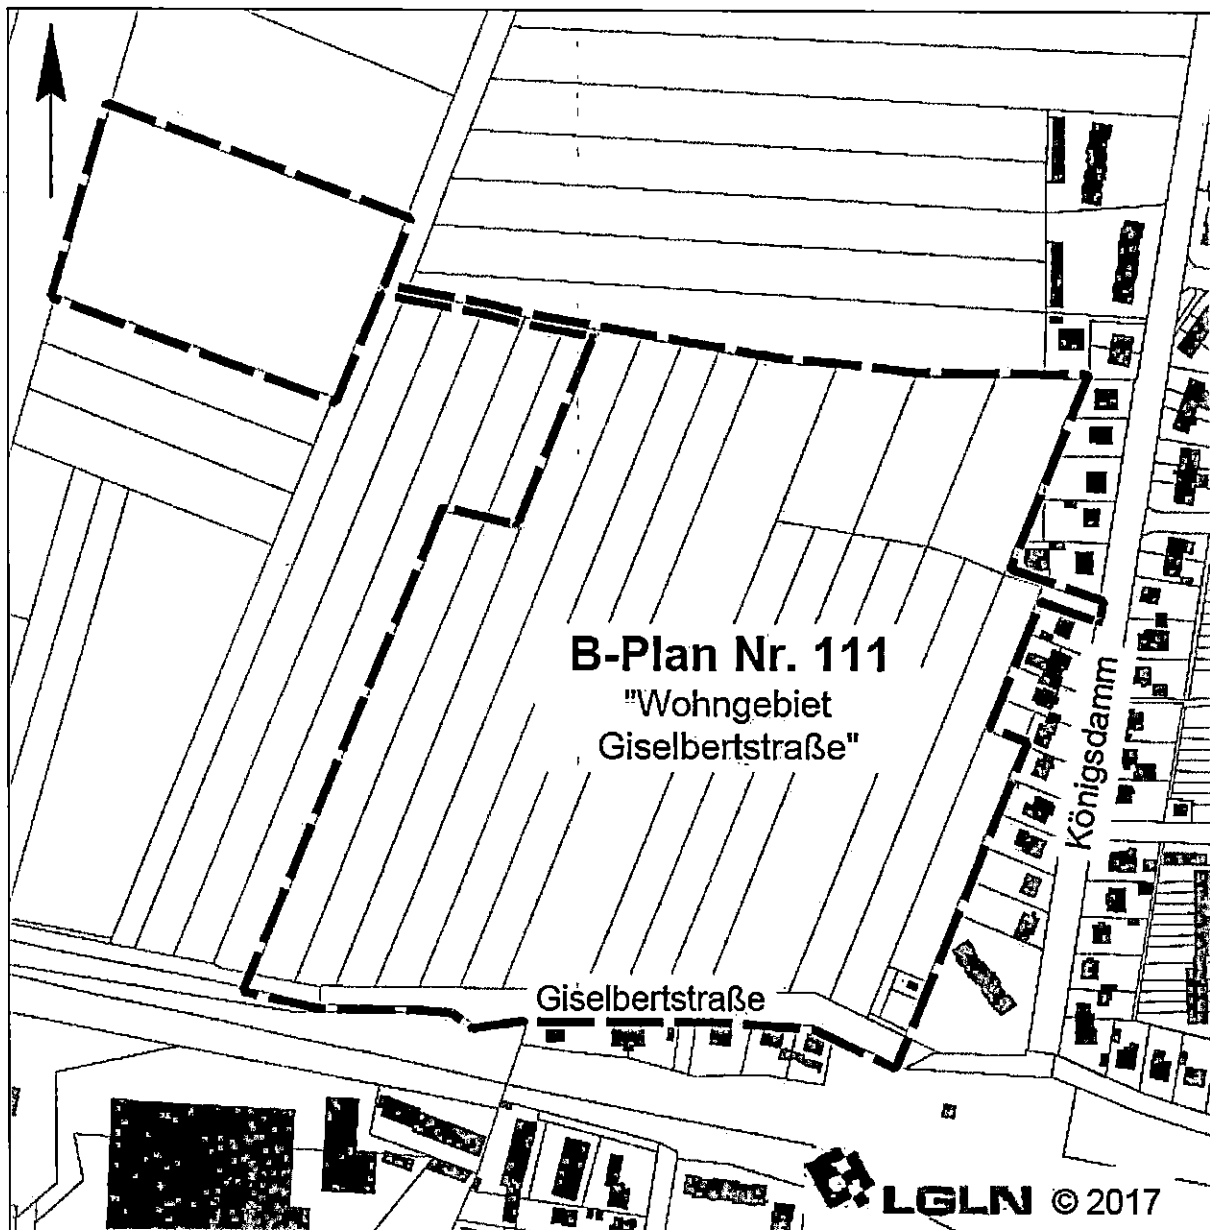 B-Plan Nr. 111
"Wohngebiet
Giselbertstraße"
Königsdamm
Giselbertstraße
LGLN © 2017